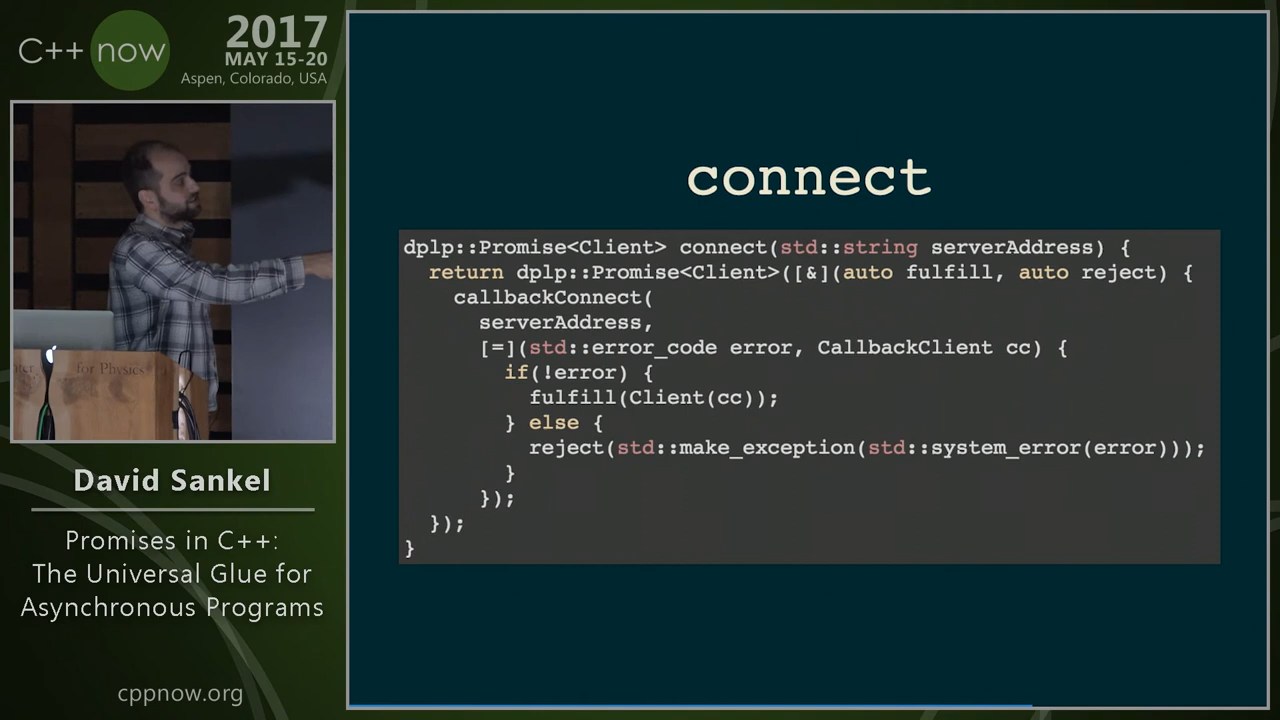 C++ now
2017
MAY 15-20
Aspen, Colorado, USA
for Physics
David Sankel
Promises in C++:
The Universal Glue for
Asynchronous Programs
cppnow.org
connect
dplp::Promise<Client> connect(std::string serverAddress) {
  return dplp::Promise<Client>([&](auto fulfill, auto reject) {
    callbackConnect(
      serverAddress,
      [=](std::error_code error, CallbackClient cc) {
        if(!error) {
          fulfill(Client(cc));
        } else {
          reject(std::make_exception(std::system_error(error)));
        }
      });
  });
}